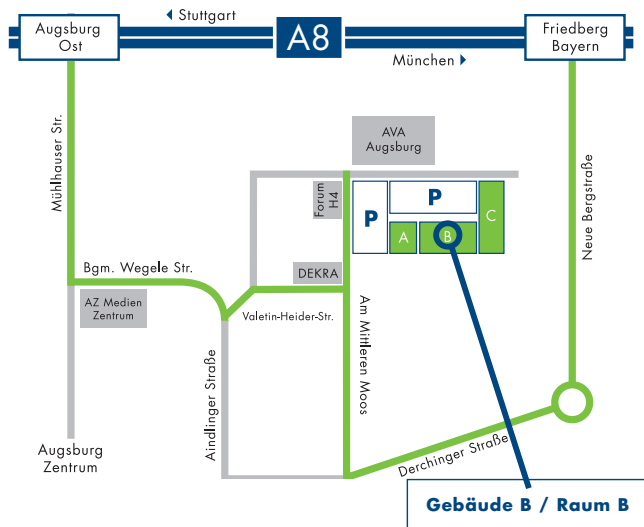 Augsburg
Ost
Stuttgart
A8
München
Friedberg
Bayern
Mühlhauser Str.
AVA
Augsburg
Neue Bergstraße
Forum
H4
P
P
A
B
C
Bgm. Wegele Str.
DEKRA
AZ Medien
Zentrum
Valetin-Heider-Str.
Am Mittleren Moos
Aindlinger Straße
Augsburg
Zentrum
Derchinger Straße
Gebäude B / Raum B